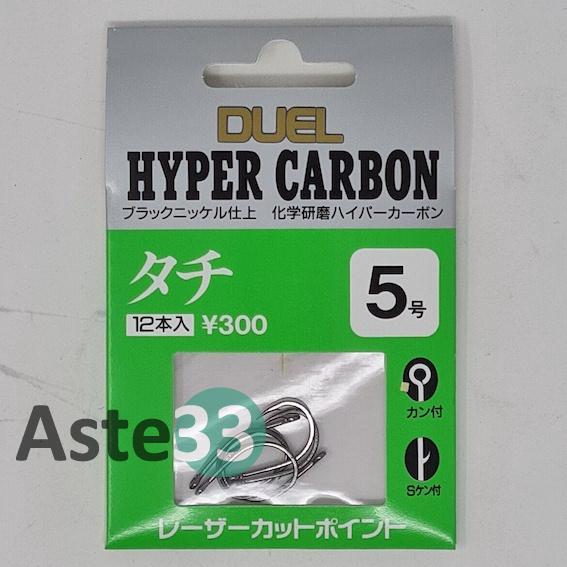 DUEL
HYPER CARBON
ブラックニッケル仕上 化学研磨ハイパーカーボン
タチ
5号
12本入 ¥300
カン付
Sケン付
Aste33
レーザーカットポイント